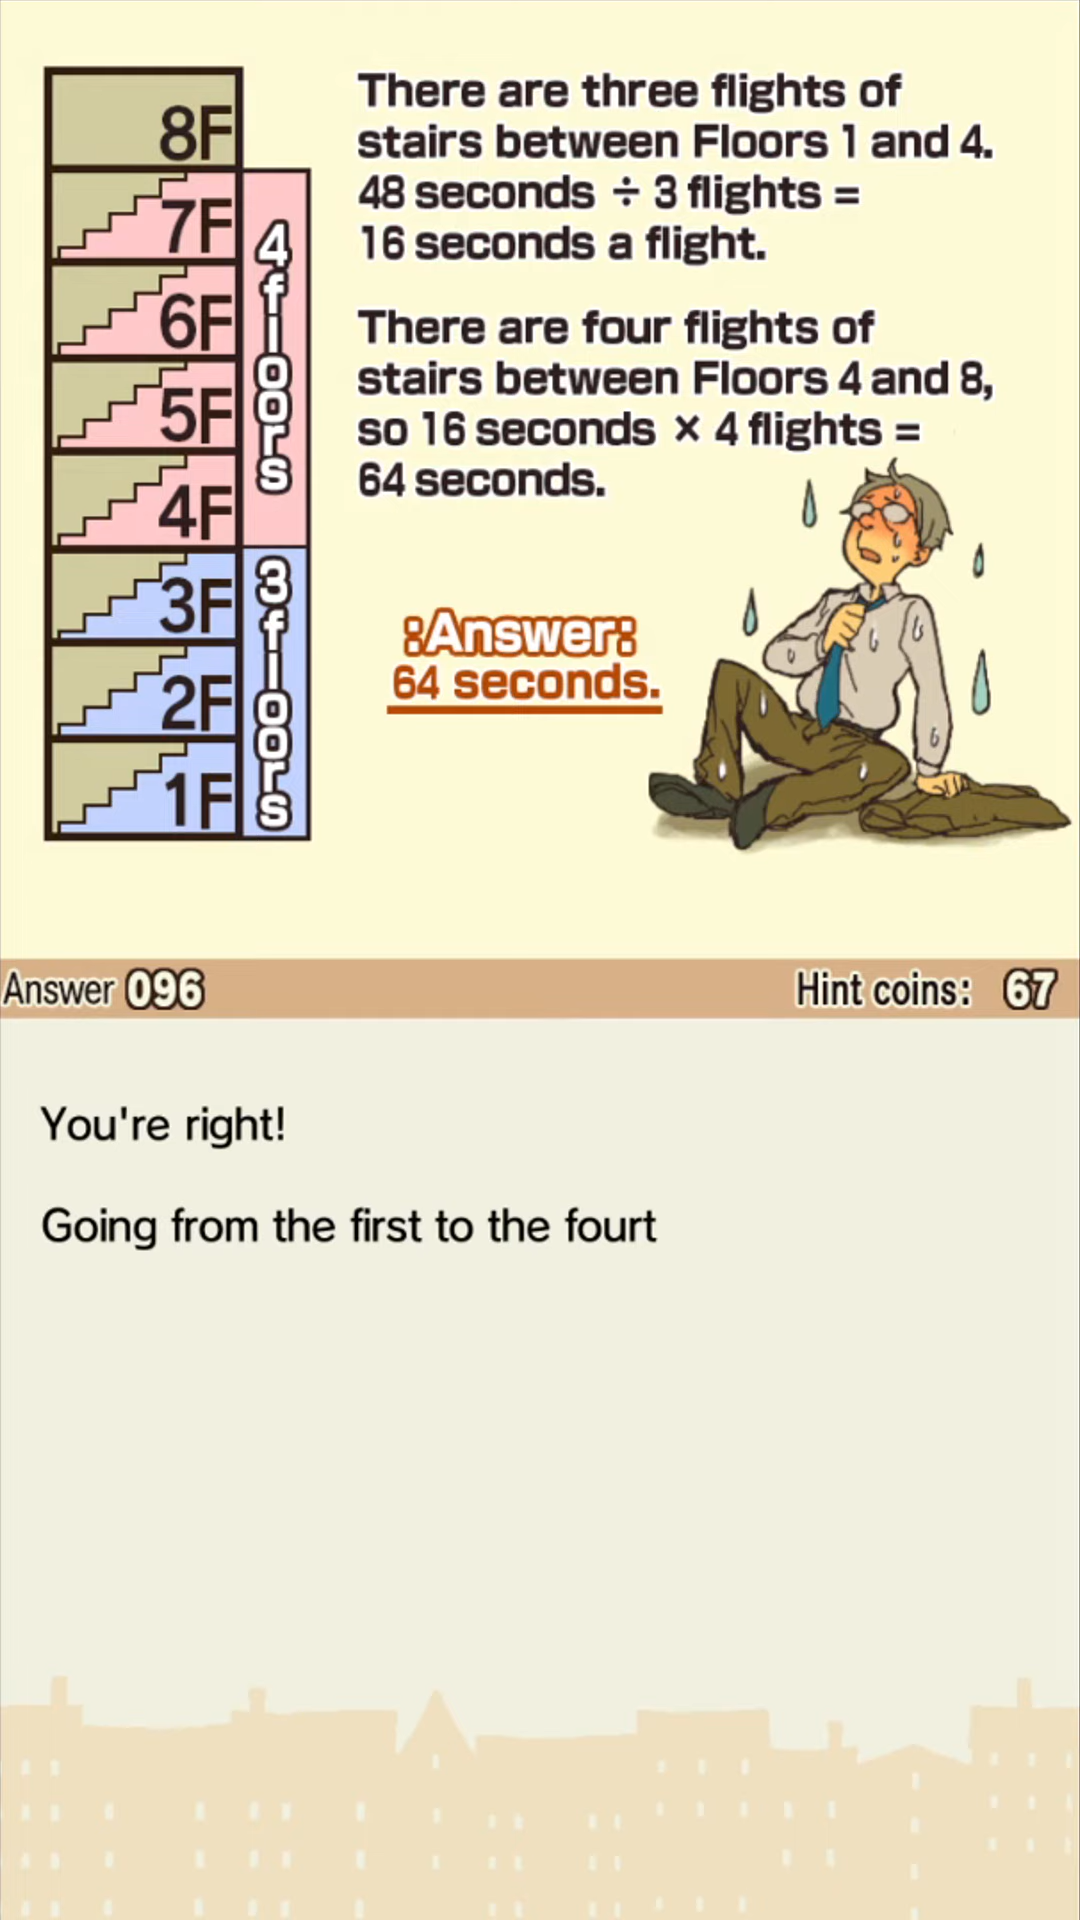 8F
7F
6F
5F
4F
3F
2F
1F
4 floors
3 floors
There are three flights of
stairs between Floors 1 and 4.
48 seconds ÷ 3 flights =
16 seconds a flight.
There are four flights of
stairs between Floors 4 and 8,
so 16 seconds × 4 flights =
64 seconds.
:Answer:
64 seconds.
Answer 096
Hint coins: 67
You're right!
Going from the first to the fourt